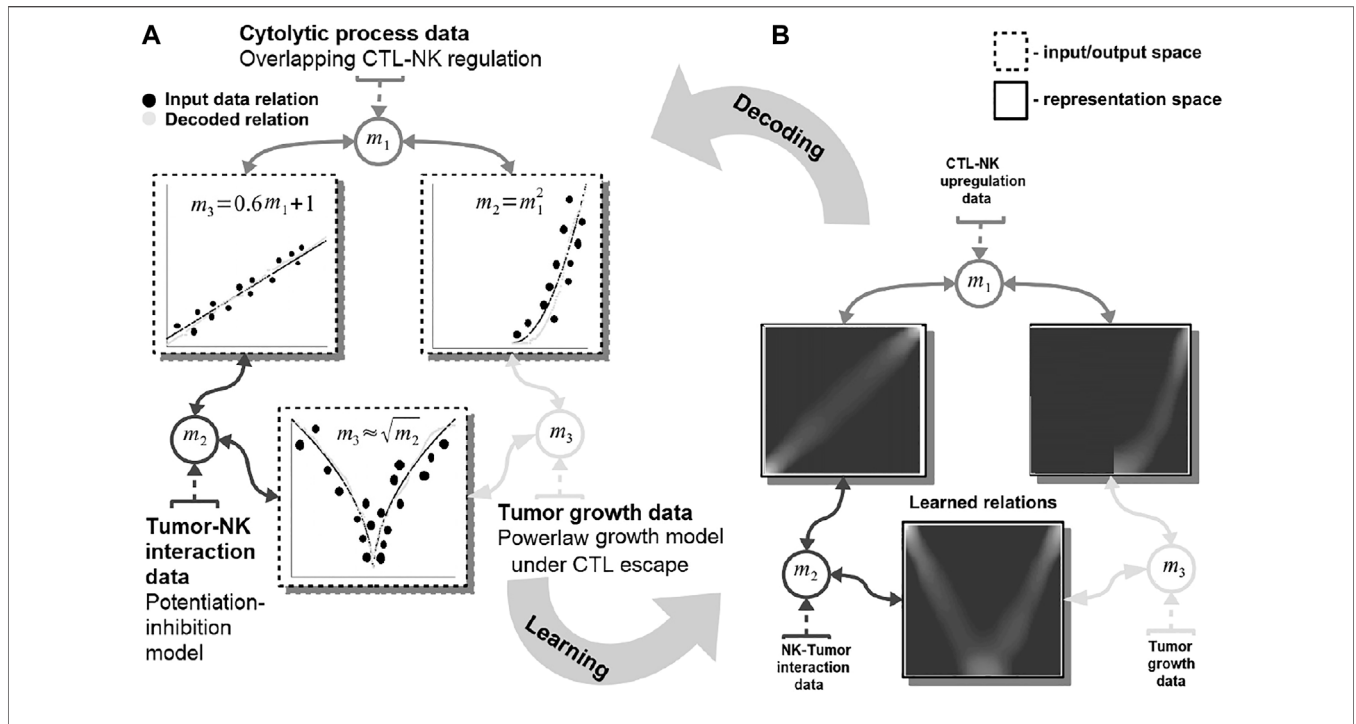 A
Cytolytic process data
Overlapping CTL-NK regulation
Input data relation
Decoded relation
m₁
m₃=0.6m₁+1
m₂=m₁²
m₂
m₃≈√m₂
m₃
Tumor-NK
interaction
data
Potentiation-
inhibition
model
Tumor growth data
Powerlaw growth model
under CTL escape
Decoding
Learning
B
- input/output space
- representation space
CTL-NK
upregulation
data
m₁
Learned relations
m₂
m₃
NK-Tumor
interaction
data
Tumor
growth
data